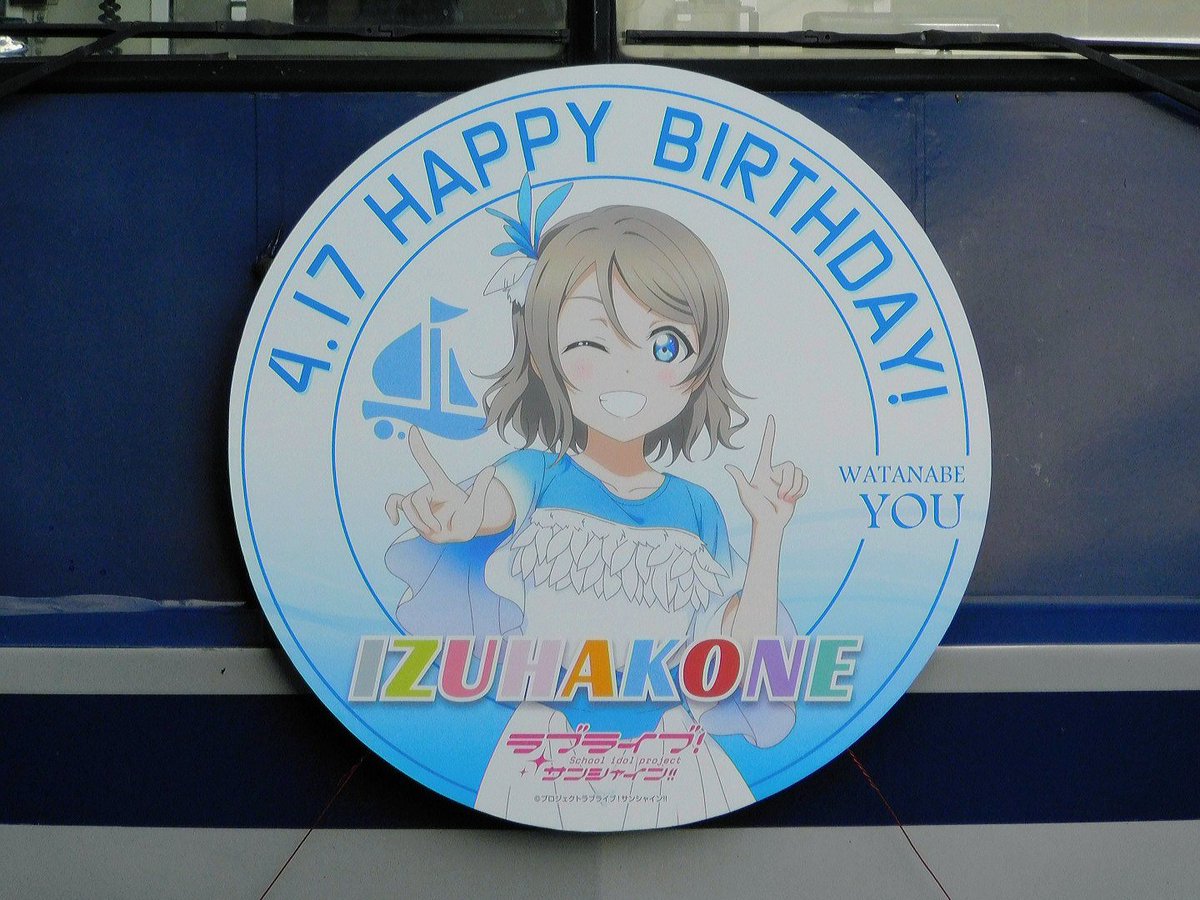 4.17 HAPPY BIRTHDAY!
WATANABE
YOU
IZUHAKONE
ラブライブ!
School idol project
サンシャイン!!
©プロジェクトラブライブ!サンシャイン!!